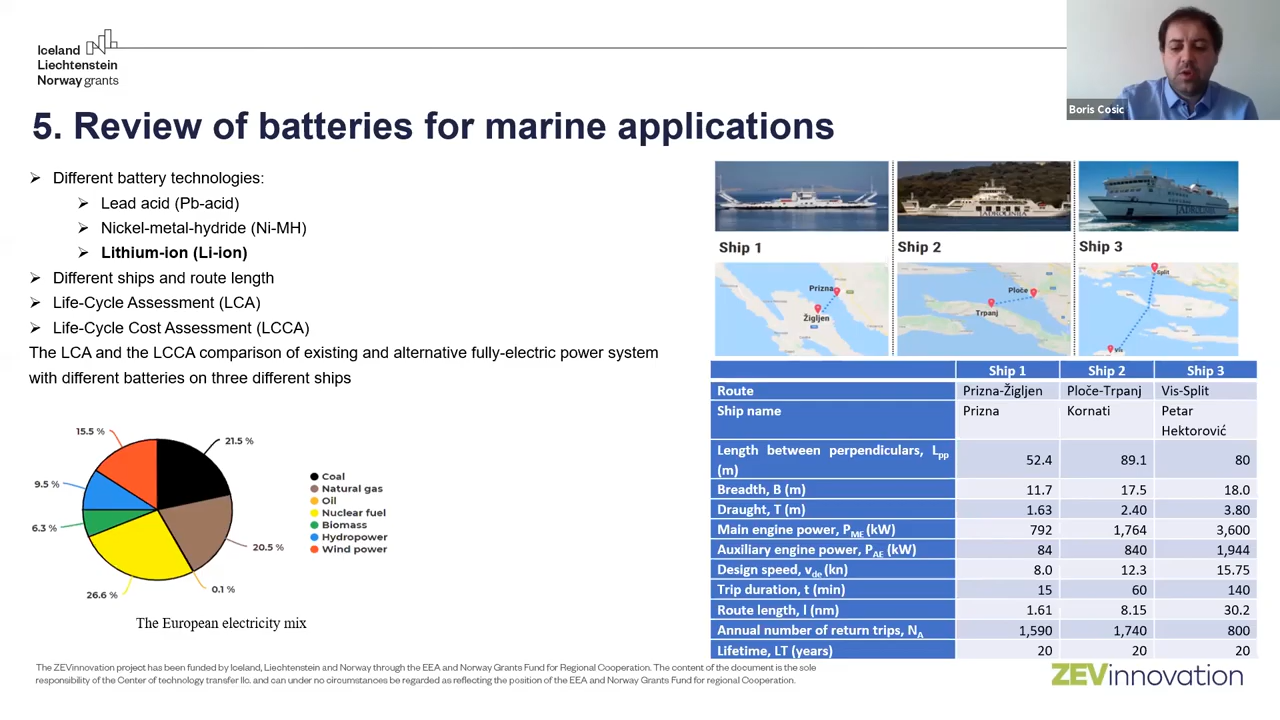 Iceland
Liechtenstein
Norway grants
Boris Cosic
5. Review of batteries for marine applications
Different battery technologies:
Lead acid (Pb-acid)
Nickel-metal-hydride (Ni-MH)
Lithium-ion (Li-ion)
Different ships and route length
Life-Cycle Assessment (LCA)
Life-Cycle Cost Assessment (LCCA)
The LCA and the LCCA comparison of existing and alternative fully-electric power system
with different batteries on three different ships
15.5 %
21.5 %
9.5 %
6.3 %
20.5 %
26.6 %
0.1 %
Coal
Natural gas
Oil
Nuclear fuel
Biomass
Hydropower
Wind power
The European electricity mix
JADROLINIJA
JADROLINIJA
Ship 1
Ship 2
Ship 3
Prizna
Žigljen
Ploče
Trpanj
Split
Vis
Ship 1 Ship 2 Ship 3
Route Prizna-Žigljen Ploče-Trpanj Vis-Split
Ship name Prizna Kornati Petar
Hektorović
Length between perpendiculars, Lpp
(m) 52.4 89.1 80
Breadth, B (m) 11.7 17.5 18.0
Draught, T (m) 1.63 2.40 3.80
Main engine power, PME (kW) 792 1,764 3,600
Auxiliary engine power, PAE (kW) 84 840 1,944
Design speed, vde (kn) 8.0 12.3 15.75
Trip duration, t (min) 15 60 140
Route length, l (nm) 1.61 8.15 30.2
Annual number of return trips, NA 1,590 1,740 800
Lifetime, LT (years) 20 20 20
The ZEVinnovation project has been funded by Iceland, Liechtenstein and Norway through the EEA and Norway Grants Fund for Regional Cooperation. The content of the document is the sole
responsibility of the Center of technology transfer llo. and can under no circumstances be regarded as reflecting the position of the EEA and Norway Grants Fund for regional Cooperation.
ZEVinnovation